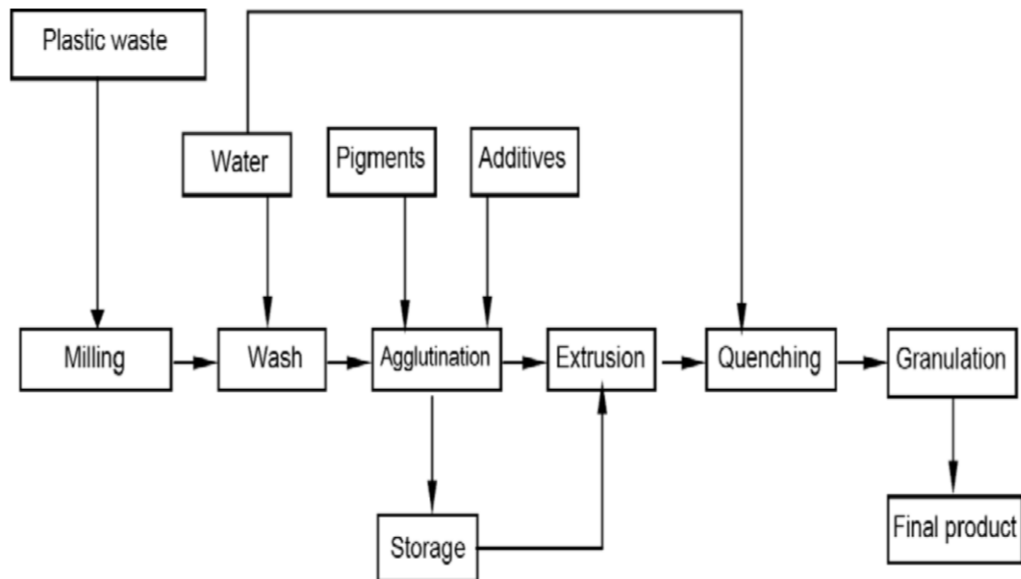 Plastic waste
Water
Pigments
Additives
Milling
Wash
Agglutination
Extrusion
Quenching
Granulation
Storage
Final product